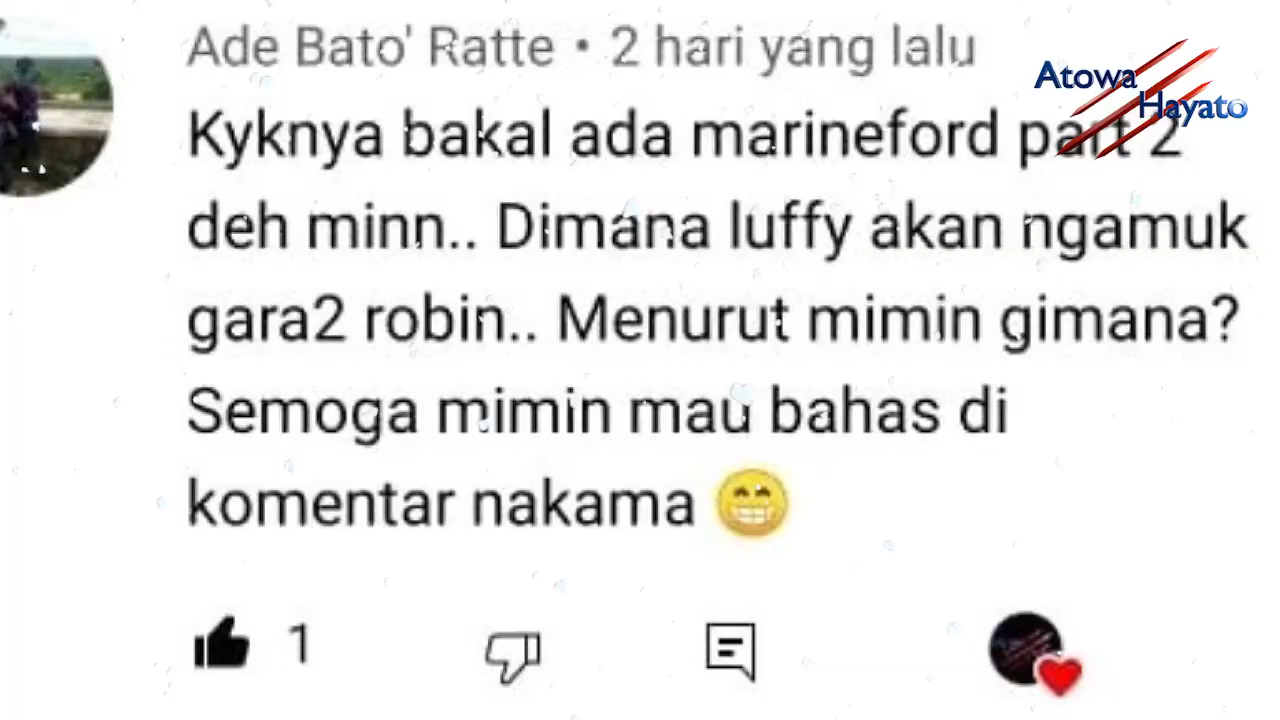 Ade Bato' Ratte • 2 hari yang lalu
Atowa
Hayato
Kyknya bakal ada marineford part 2
deh minn.. Dimana luffy akan ngamuk
gara2 robin.. Menurut mimin gimana?
Semoga mimin mau bahas di
komentar nakama 😁
1